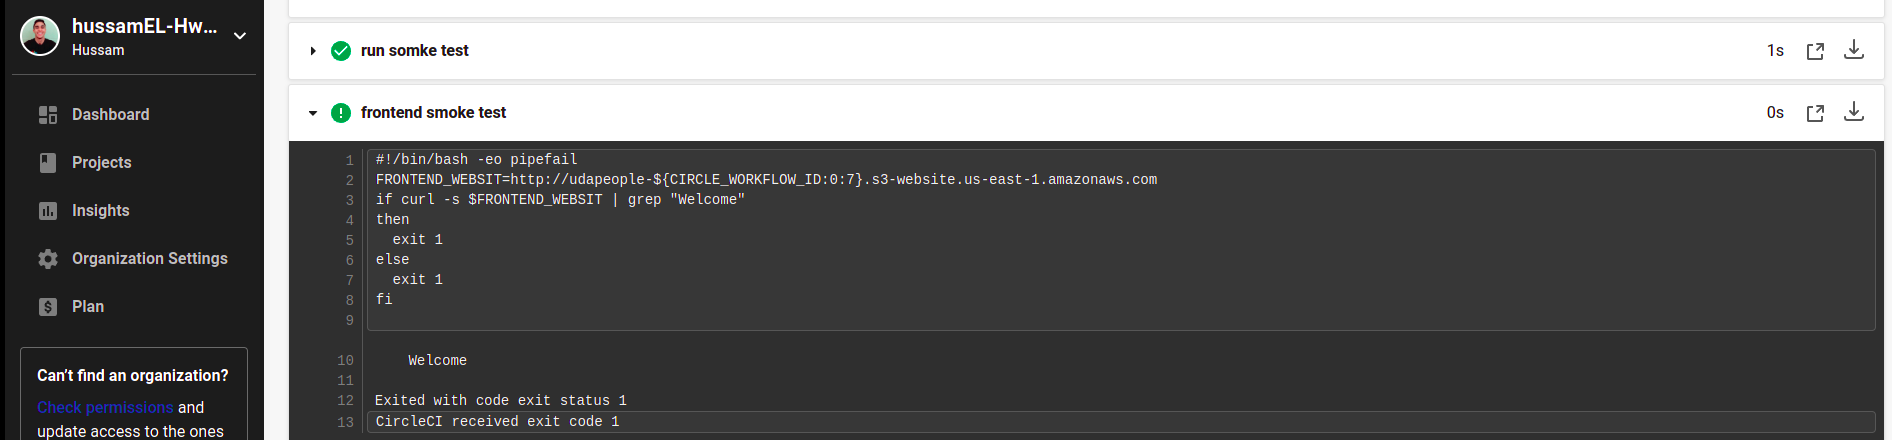 hussamEL-Hw...
Hussam
Dashboard
Projects
Insights
Organization Settings
Plan
Can't find an organization?
Check permissions and
update access to the ones
run somke test
1s
frontend smoke test
0s
1 #!/bin/bash -eo pipefail
2 FRONTEND_WEBSIT=http://udapeople-${CIRCLE_WORKFLOW_ID:0:7}.s3-website.us-east-1.amazonaws.com
3 if curl -s $FRONTEND_WEBSIT | grep "Welcome"
4 then
5   exit 1
6 else
7   exit 1
8 fi
9
10     Welcome
11
12 Exited with code exit status 1
13 CircleCI received exit code 1